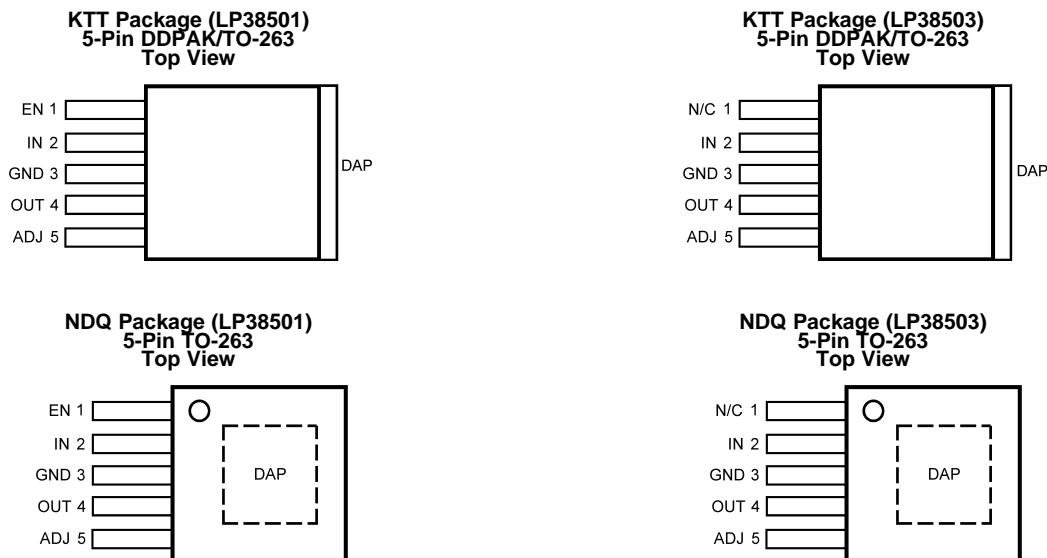 KTT Package (LP38501)
5-Pin DDPAK/TO-263
Top View
EN 1
IN 2
GND 3
OUT 4
ADJ 5
DAP
KTT Package (LP38503)
5-Pin DDPAK/TO-263
Top View
N/C 1
IN 2
GND 3
OUT 4
ADJ 5
DAP
NDQ Package (LP38501)
5-Pin TO-263
Top View
EN 1
IN 2
GND 3
OUT 4
ADJ 5
DAP
NDQ Package (LP38503)
5-Pin TO-263
Top View
N/C 1
IN 2
GND 3
OUT 4
ADJ 5
DAP